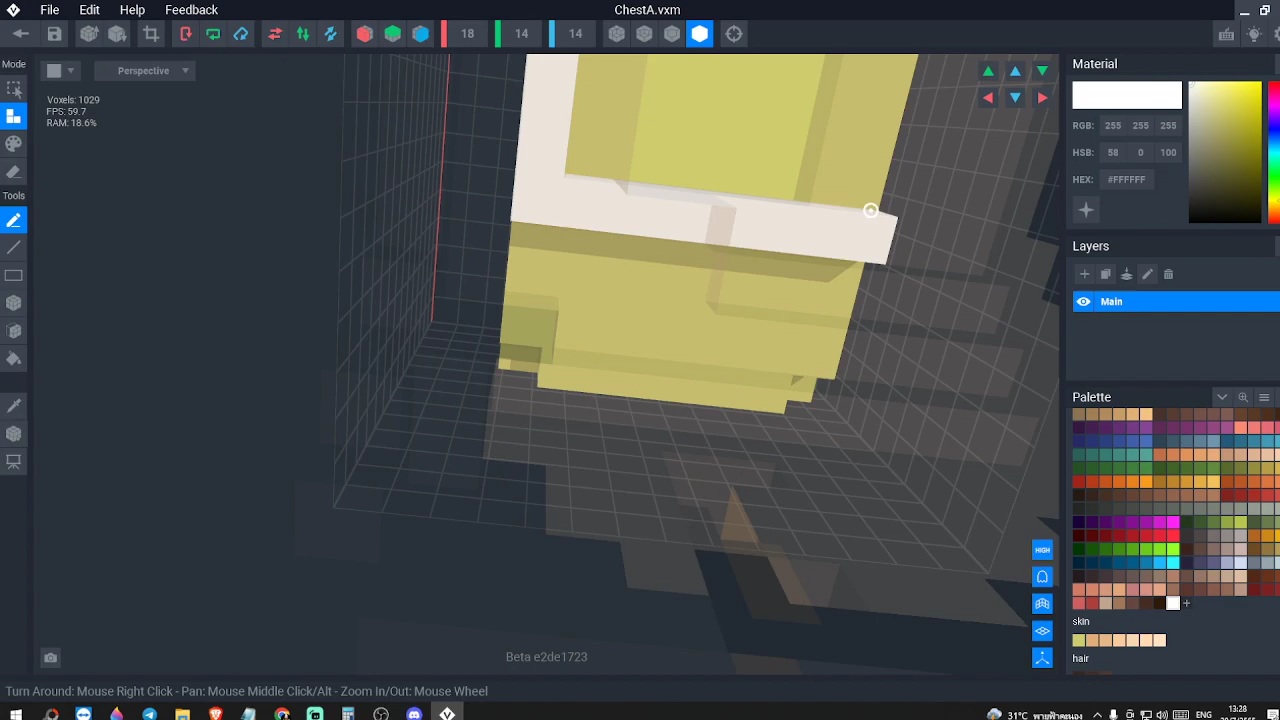 File Edit Help Feedback ChestA.vxm
18 14 14
Mode
Perspective
Voxels: 1029
FPS: 59.7
RAM: 18.6%
Tools
Material
RGB: 255 255 255
HSB: 58 0 100
HEX: #FFFFFF
Layers
Main
Palette
skin
hair
HIGH
Beta e2de1723
Turn Around: Mouse Right Click - Pan: Mouse Middle Click/Alt - Zoom In/Out: Mouse Wheel
31°C
ENG
13:28